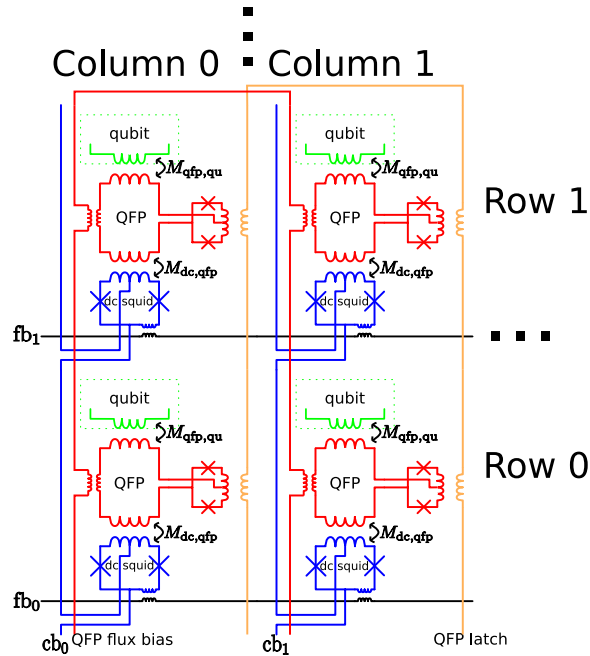 Column 0 Column 1
qubit qubit
M_qfp,qu M_qfp,qu
Row 1
QFP QFP
M_dc,qfp M_dc,qfp
dc squid dc squid
fb_1
qubit qubit
M_qfp,qu M_qfp,qu
Row 0
QFP QFP
M_dc,qfp M_dc,qfp
dc squid dc squid
fb_0
cb_0 QFP flux bias cb_1 QFP latch